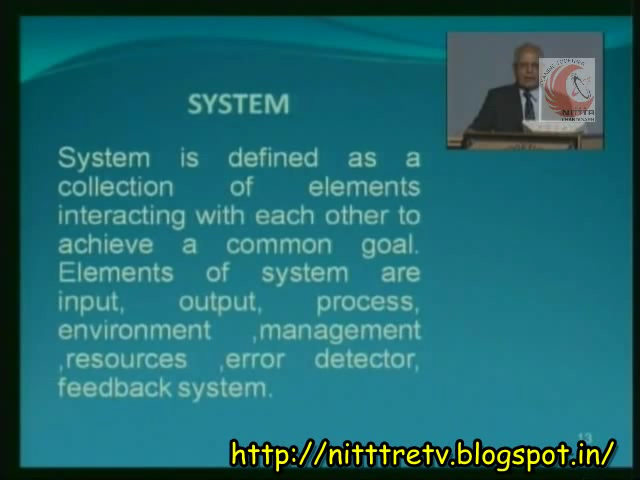 SYSTEM
System is defined as a
collection of elements
interacting with each other to
achieve a common goal.
Elements of system are
input, output, process,
environment ,management
,resources ,error detector,
feedback system.
13
http://nitttretv.blogspot.in/